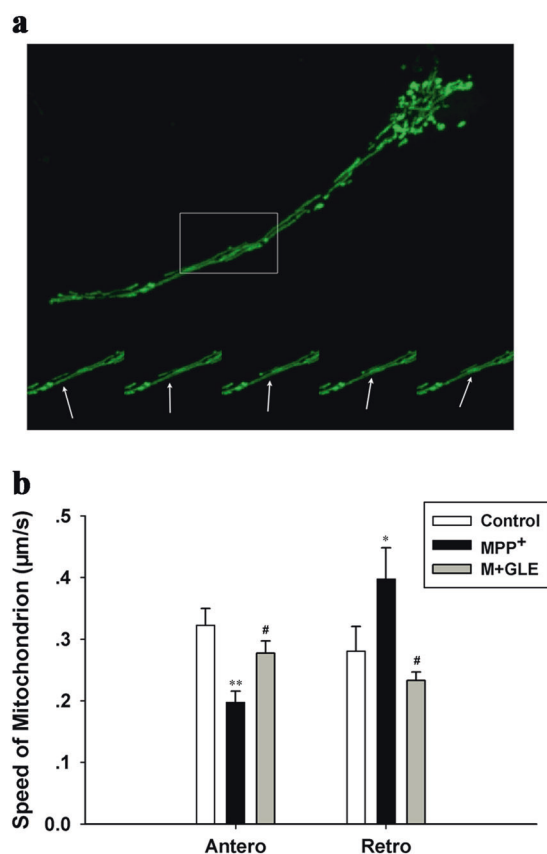 a
b
Speed of Mitochondrion (µm/s)
.5
.4
.3
.2
.1
0.0
Control
MPP+
M+GLE
**
#
*
#
Antero
Retro